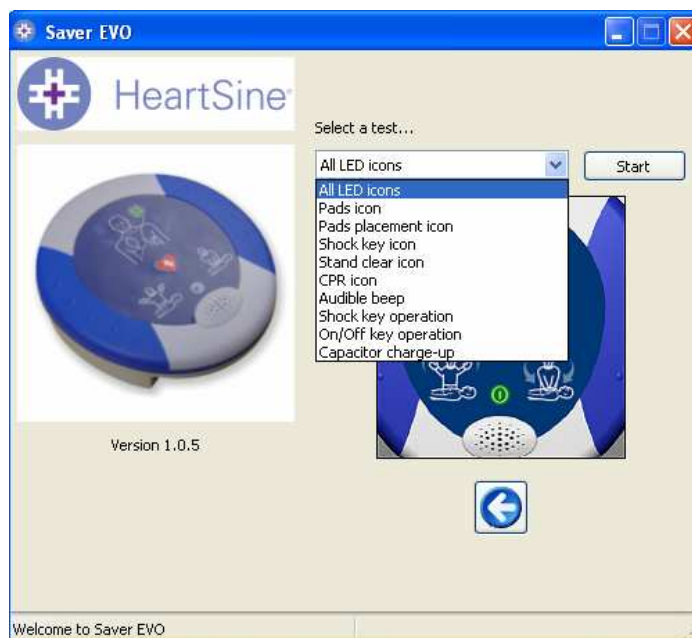 Saver EVO
HeartSine
Select a test...
All LED icons
Start
All LED icons
Pads icon
Pads placement icon
Shock key icon
Stand clear icon
CPR icon
Audible beep
Shock key operation
On/Off key operation
Capacitor charge-up
Version 1.0.5
Welcome to Saver EVO